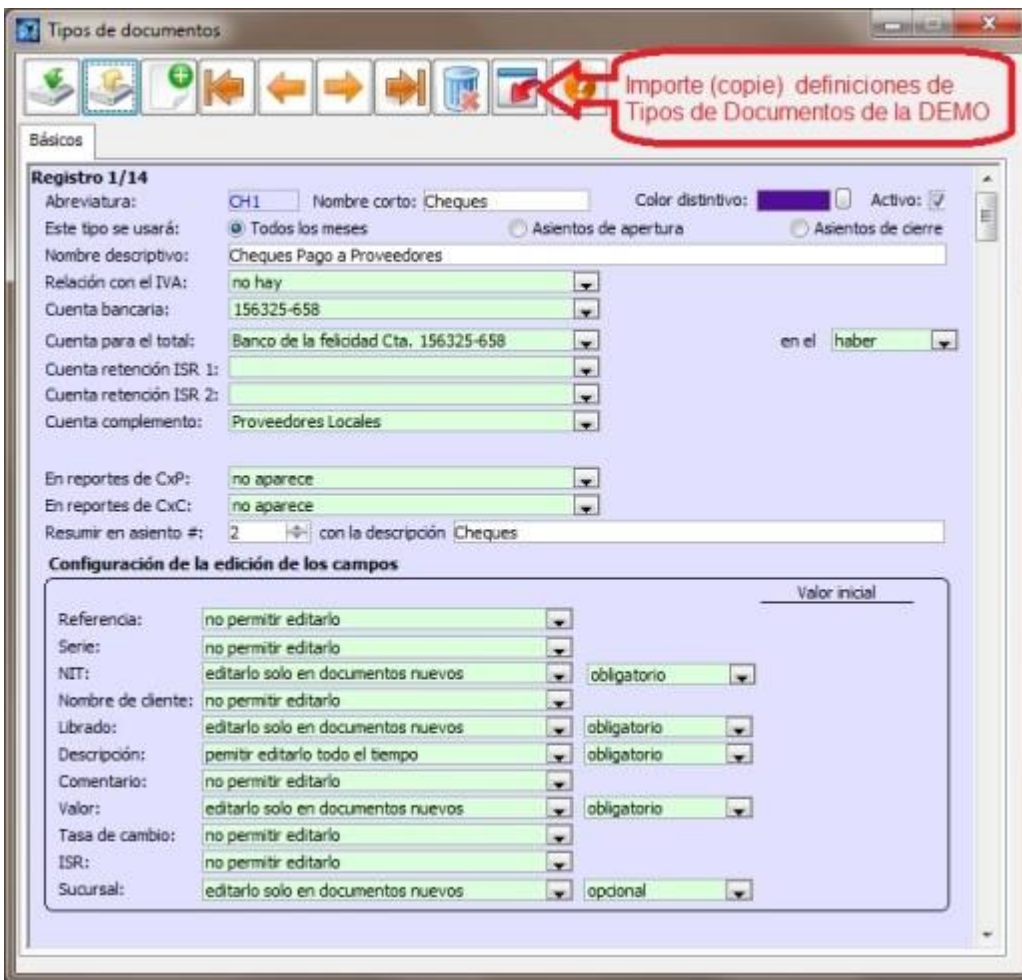 Tipos de documentos
Importe (copie) definiciones de
Tipos de Documentos de la DEMO
Básicos
Registro 1/14
Abreviatura: CH1 Nombre corto: Cheques Color distintivo: Activo:
Este tipo se usará: Todos los meses Asientos de apertura Asientos de cierre
Nombre descriptivo: Cheques Pago a Proveedores
Relación con el IVA: no hay
Cuenta bancaria: 156325-658
Cuenta para el total: Banco de la felicidad Cta. 156325-658 en el haber
Cuenta retención ISR 1:
Cuenta retención ISR 2:
Cuenta complemento: Proveedores Locales
En reportes de CxP: no aparece
En reportes de CxC: no aparece
Resumir en asiento #: 2 con la descripción Cheques
Configuración de la edición de los campos
Valor inicial
Referencia: no permitir editarlo
Serie: no permitir editarlo
NIT: editarlo solo en documentos nuevos obligatorio
Nombre de cliente: no permitir editarlo
Librado: editarlo solo en documentos nuevos obligatorio
Descripción: pemitir editarlo todo el tiempo obligatorio
Comentario: no permitir editarlo
Valor: editarlo solo en documentos nuevos obligatorio
Tasa de cambio: no permitir editarlo
ISR: no permitir editarlo
Sucursal: editarlo solo en documentos nuevos opcional